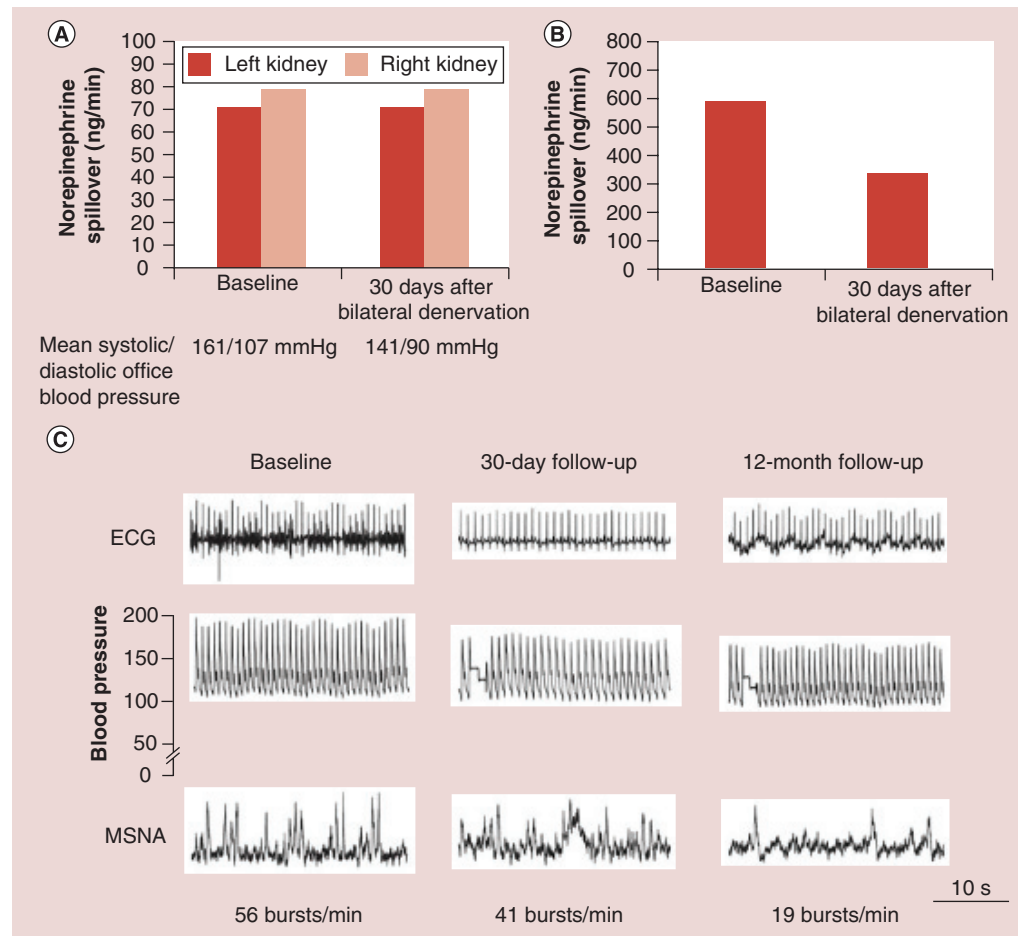 A
Norepinephrine
spillover (ng/min)
100
90
80
70
60
50
40
30
20
10
0
Left kidney
Right kidney
Baseline
30 days after
bilateral denervation
Mean systolic/
diastolic office
blood pressure
161/107 mmHg
141/90 mmHg
B
Norepinephrine
spillover (ng/min)
800
700
600
500
400
300
200
100
0
Baseline
30 days after
bilateral denervation
C
Baseline
30-day follow-up
12-month follow-up
ECG
Blood pressure
200
150
100
50
0
MSNA
10 s
56 bursts/min
41 bursts/min
19 bursts/min